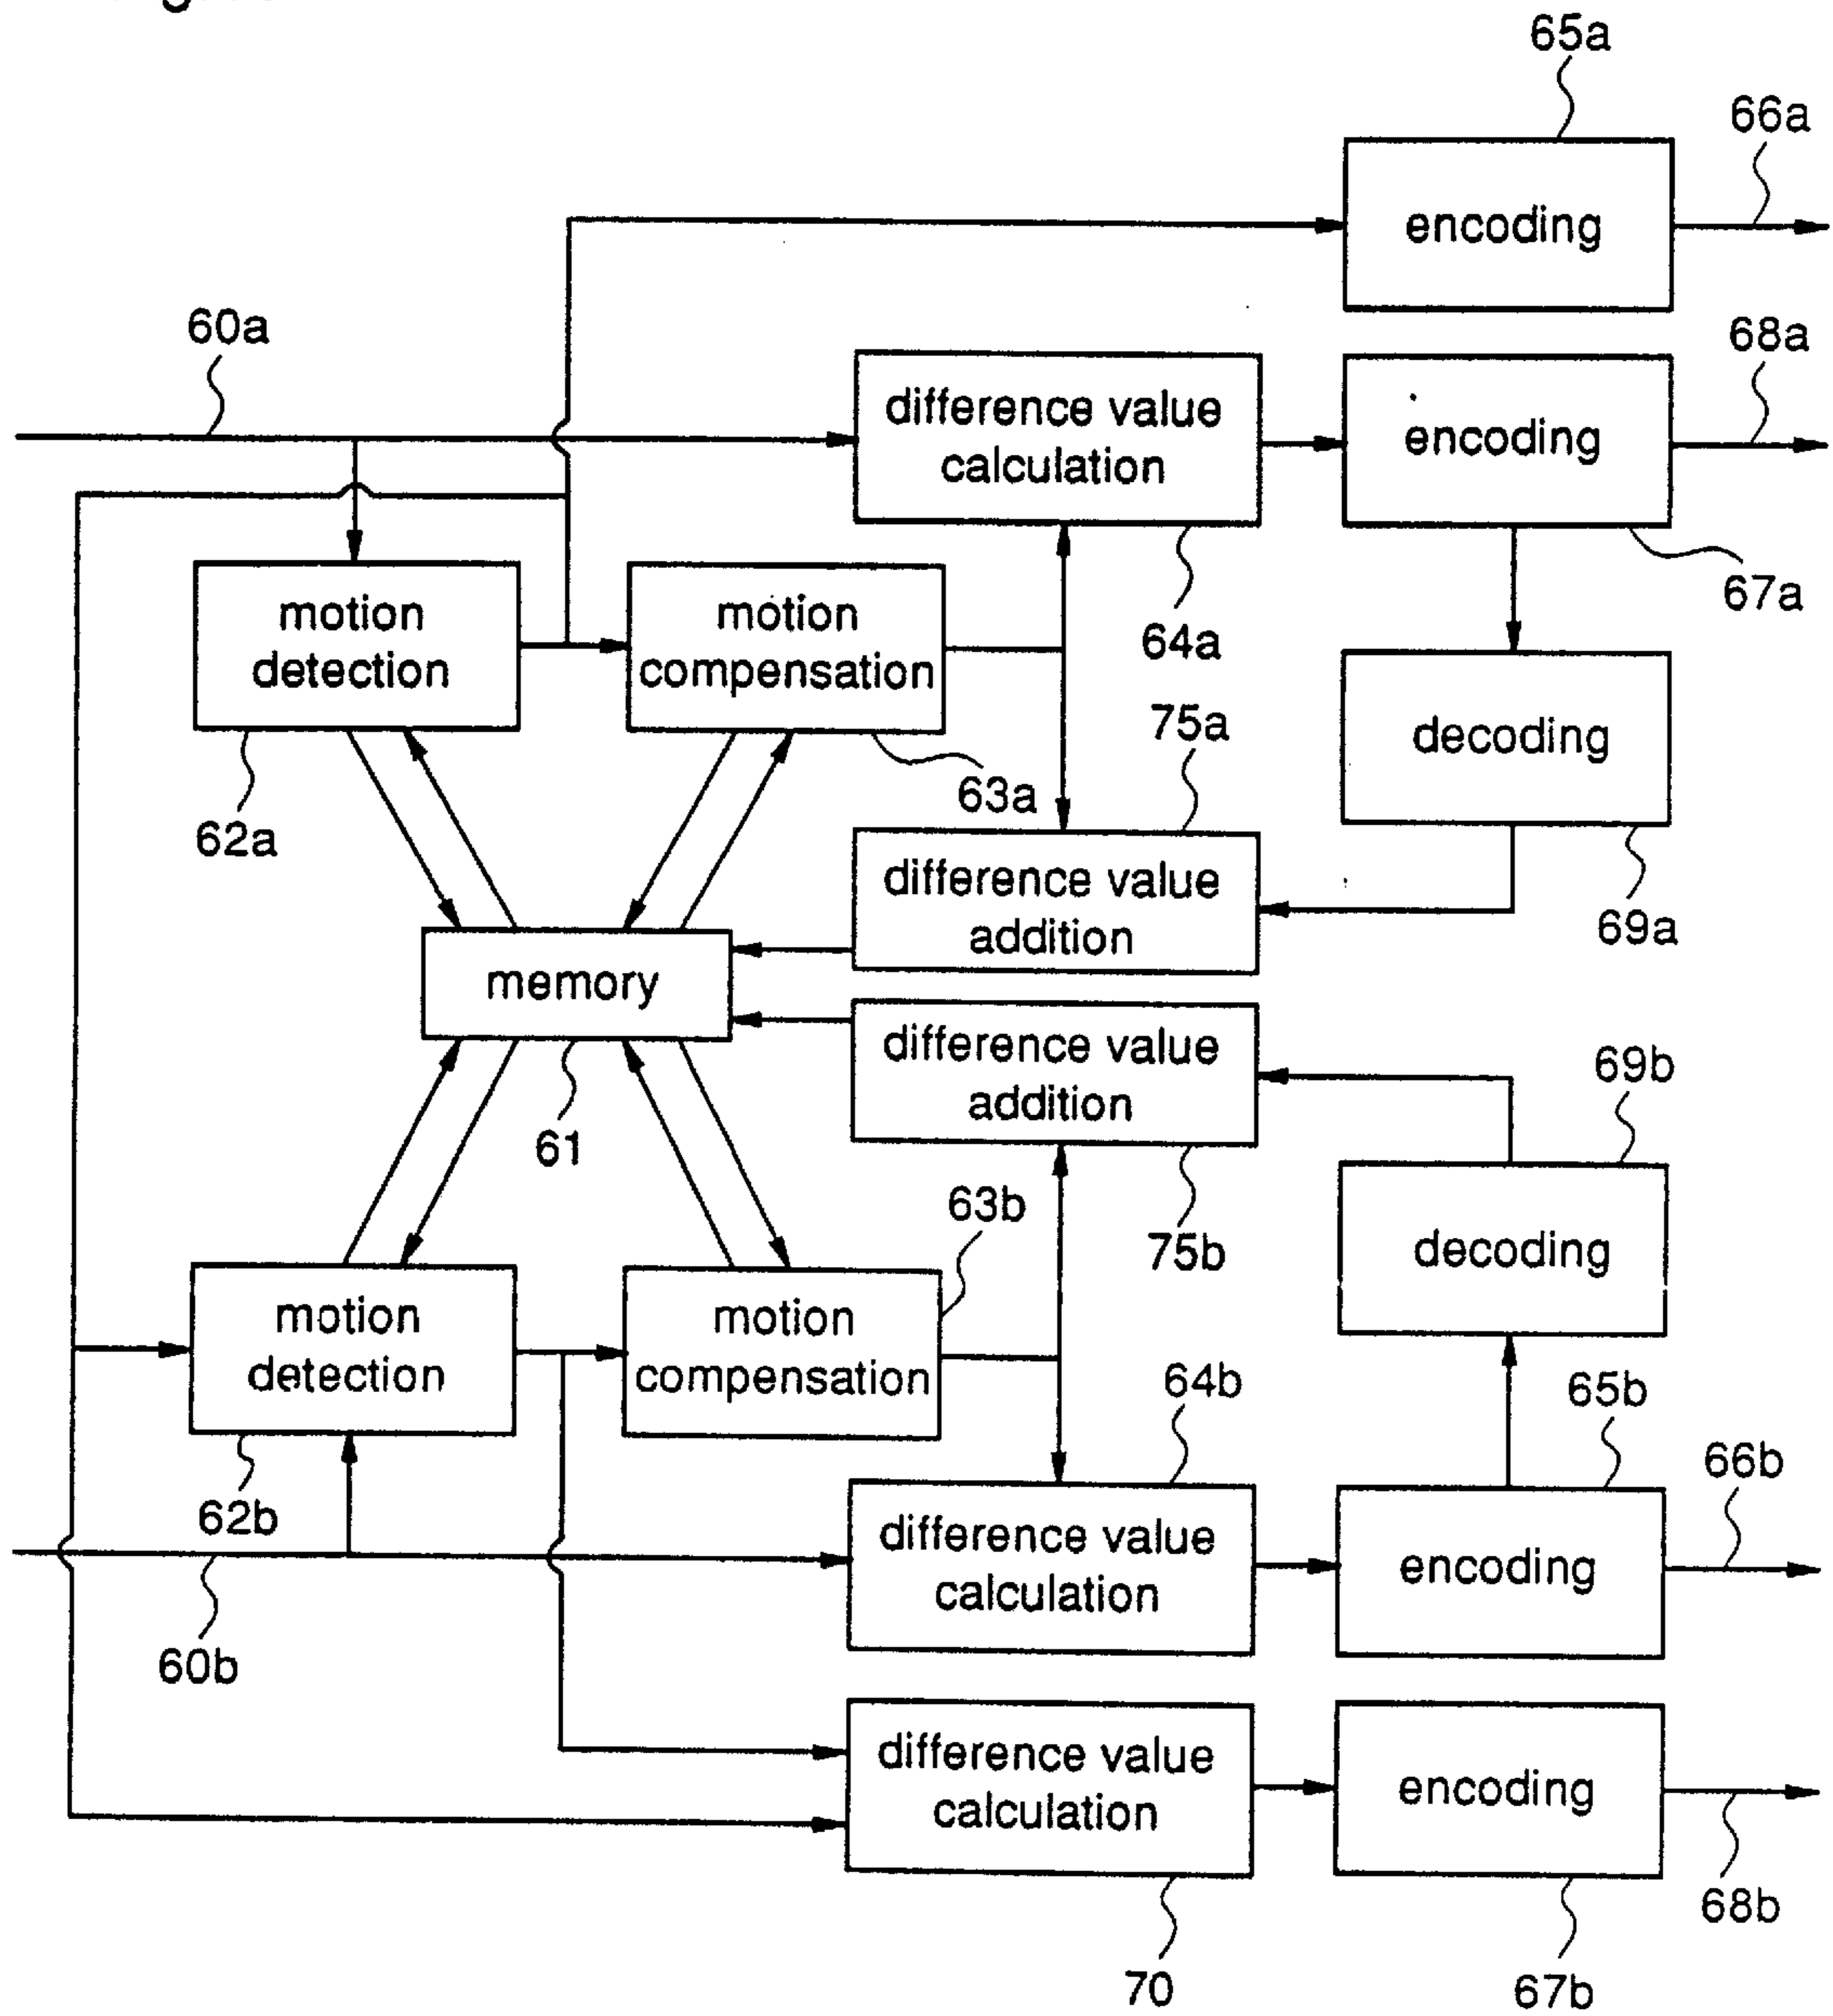 65a
66a
encoding
60a
68a
difference value
calculation
encoding
67a
motion
detection
motion
compensation
64a
75a
decoding
63a
62a
difference value
addition
69a
memory
difference value
addition
69b
61
63b
75b
decoding
motion
detection
motion
compensation
64b
65b
66b
62b
difference value
calculation
encoding
60b
difference value
calculation
encoding
68b
70
67b